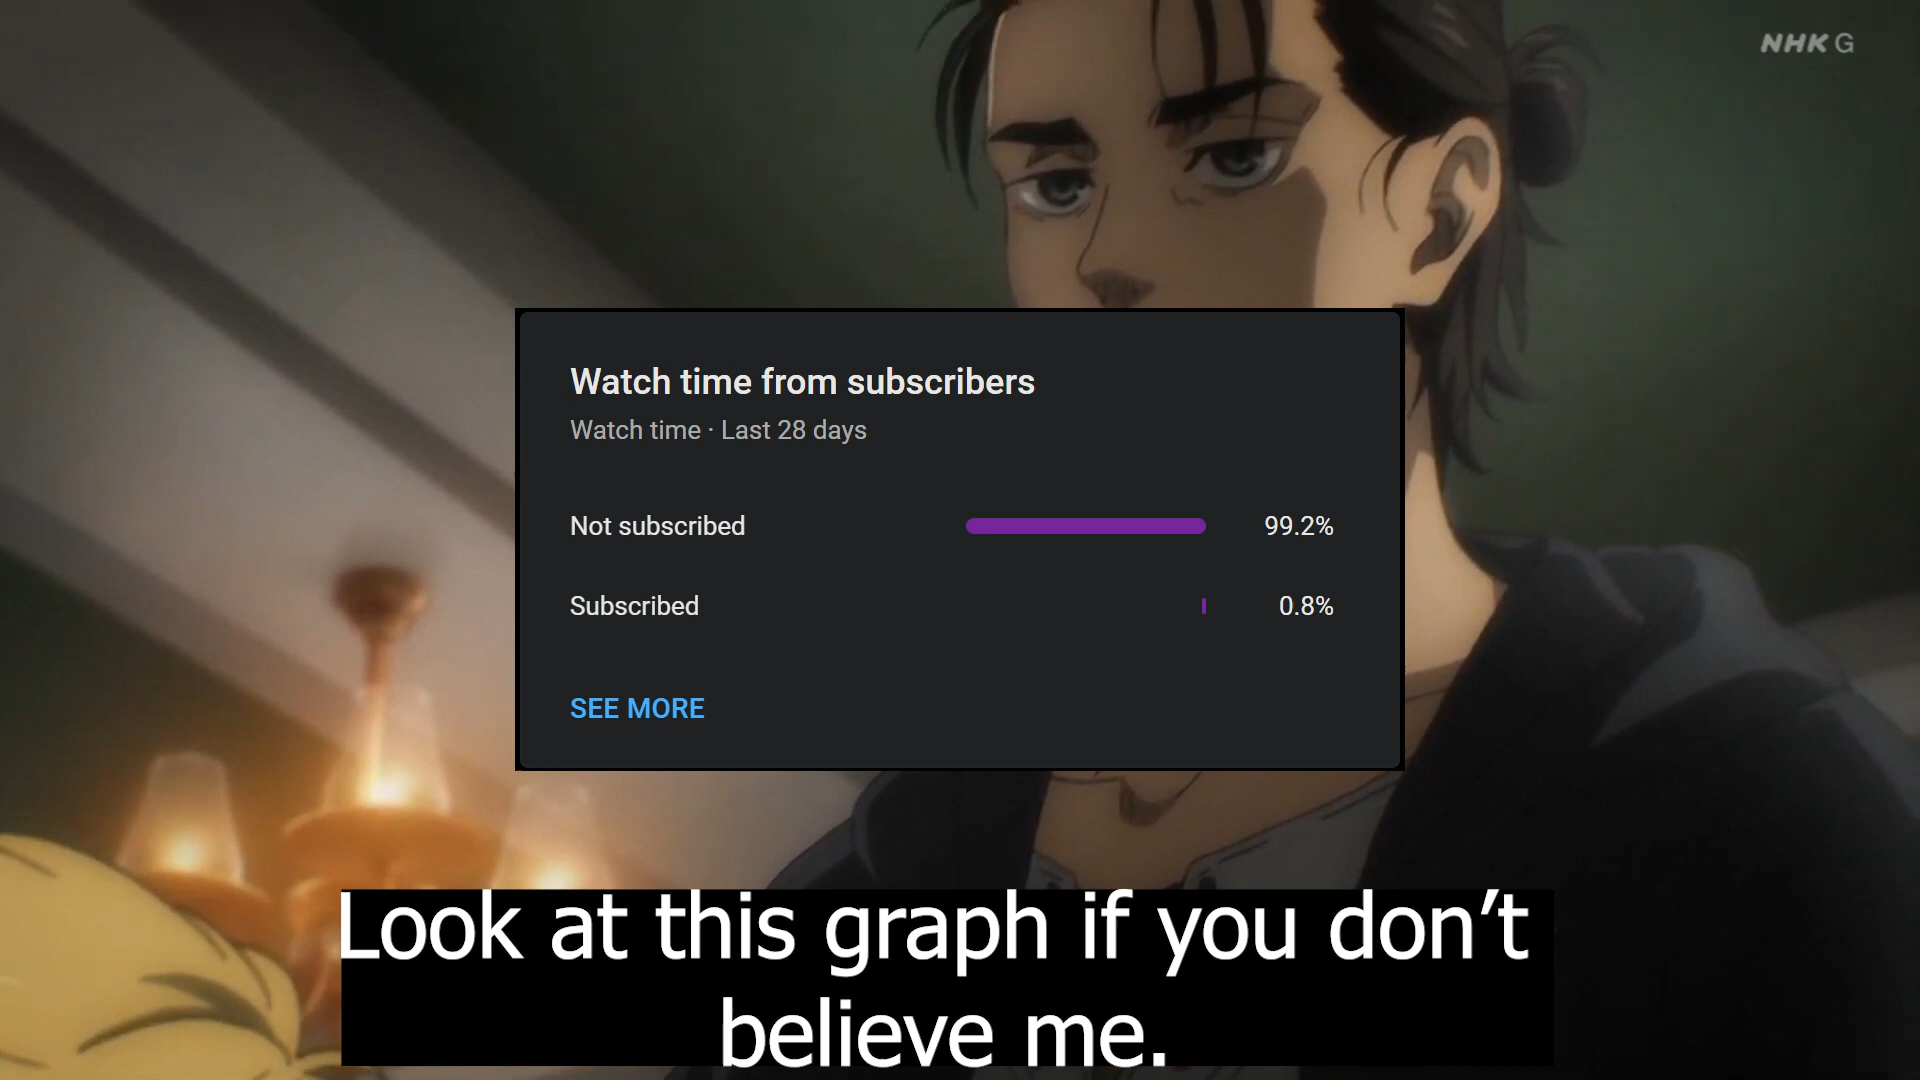 NHK G
Watch time from subscribers
Watch time · Last 28 days
Not subscribed 99.2%
Subscribed 0.8%
SEE MORE
Look at this graph if you don’t
believe me.